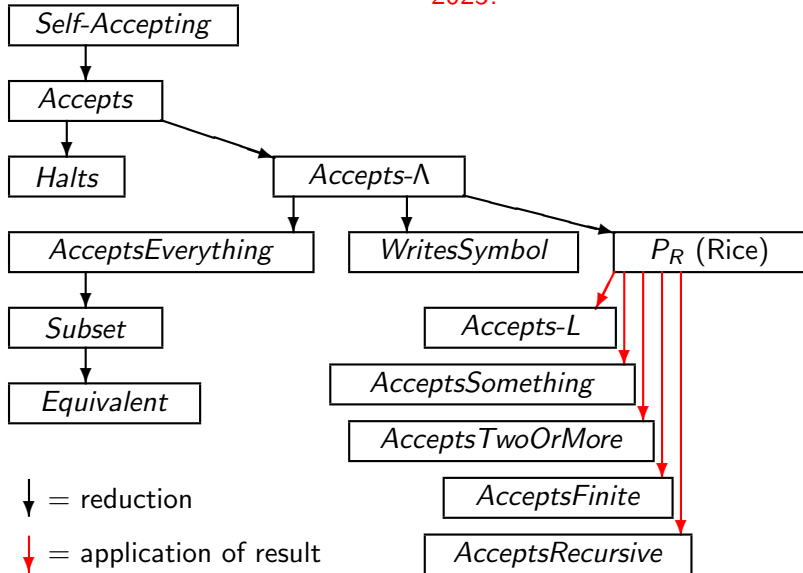 2025.
Self-Accepting
Accepts
Halts
Accepts-Λ
AcceptsEverything
WritesSymbol
P_R (Rice)
Subset
Accepts-L
AcceptsSomething
Equivalent
AcceptsTwoOrMore
= reduction
AcceptsFinite
= application of result
AcceptsRecursive